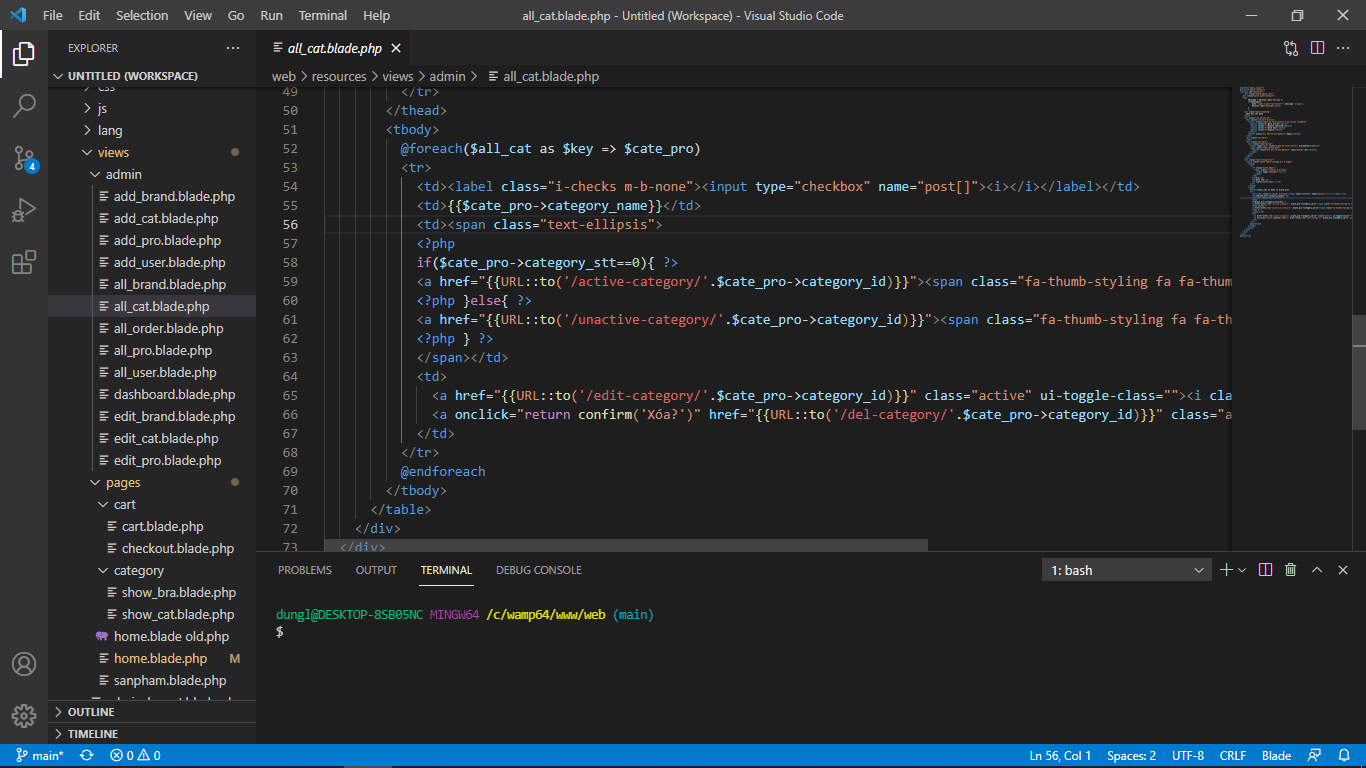 File Edit Selection View Go Run Terminal Help
all_cat.blade.php - Untitled (Workspace) - Visual Studio Code
EXPLORER
UNTITLED (WORKSPACE)
css
js
lang
views
admin
add_brand.blade.php
add_cat.blade.php
add_pro.blade.php
add_user.blade.php
all_brand.blade.php
all_cat.blade.php
all_order.blade.php
all_pro.blade.php
all_user.blade.php
dashboard.blade.php
edit_brand.blade.php
edit_cat.blade.php
edit_pro.blade.php
pages
cart
cart.blade.php
checkout.blade.php
category
show_bra.blade.php
show_cat.blade.php
home.blade old.php
home.blade.php M
sanpham.blade.php
OUTLINE
TIMELINE
4
all_cat.blade.php
web > resources > views > admin > all_cat.blade.php
49 </tr>
50 </thead>
51 <tbody>
52 @foreach($all_cat as $key => $cate_pro)
53 <tr>
54 <td><label class="i-checks m-b-none"><input type="checkbox" name="post[]"><i></i></label></td>
55 <td>{{$cate_pro->category_name}}</td>
56 <td><span class="text-ellipsis">
57 <?php
58 if($cate_pro->category_stt==0){ ?>
59 <a href="{{URL::to('/active-category/'.$cate_pro->category_id)}}"><span class="fa-thumb-styling fa fa-thum
60 <?php }else{ ?>
61 <a href="{{URL::to('/unactive-category/'.$cate_pro->category_id)}}"><span class="fa-thumb-styling fa fa-th
62 <?php } ?>
63 </span></td>
64 <td>
65 <a href="{{URL::to('/edit-category/'.$cate_pro->category_id)}}" class="active" ui-toggle-class=""><i cla
66 <a onclick="return confirm('Xóa?')" href="{{URL::to('/del-category/'.$cate_pro->category_id)}}" class="a
67 </td>
68 </tr>
69 @endforeach
70 </tbody>
71 </table>
72 </div>
73 </div>
PROBLEMS OUTPUT TERMINAL DEBUG CONSOLE
1: bash
dungl@DESKTOP-8SB05NC MINGW64 /c/wamp64/www/web (main)
$
main* 0 0
Ln 56, Col 1 Spaces: 2 UTF-8 CRLF Blade